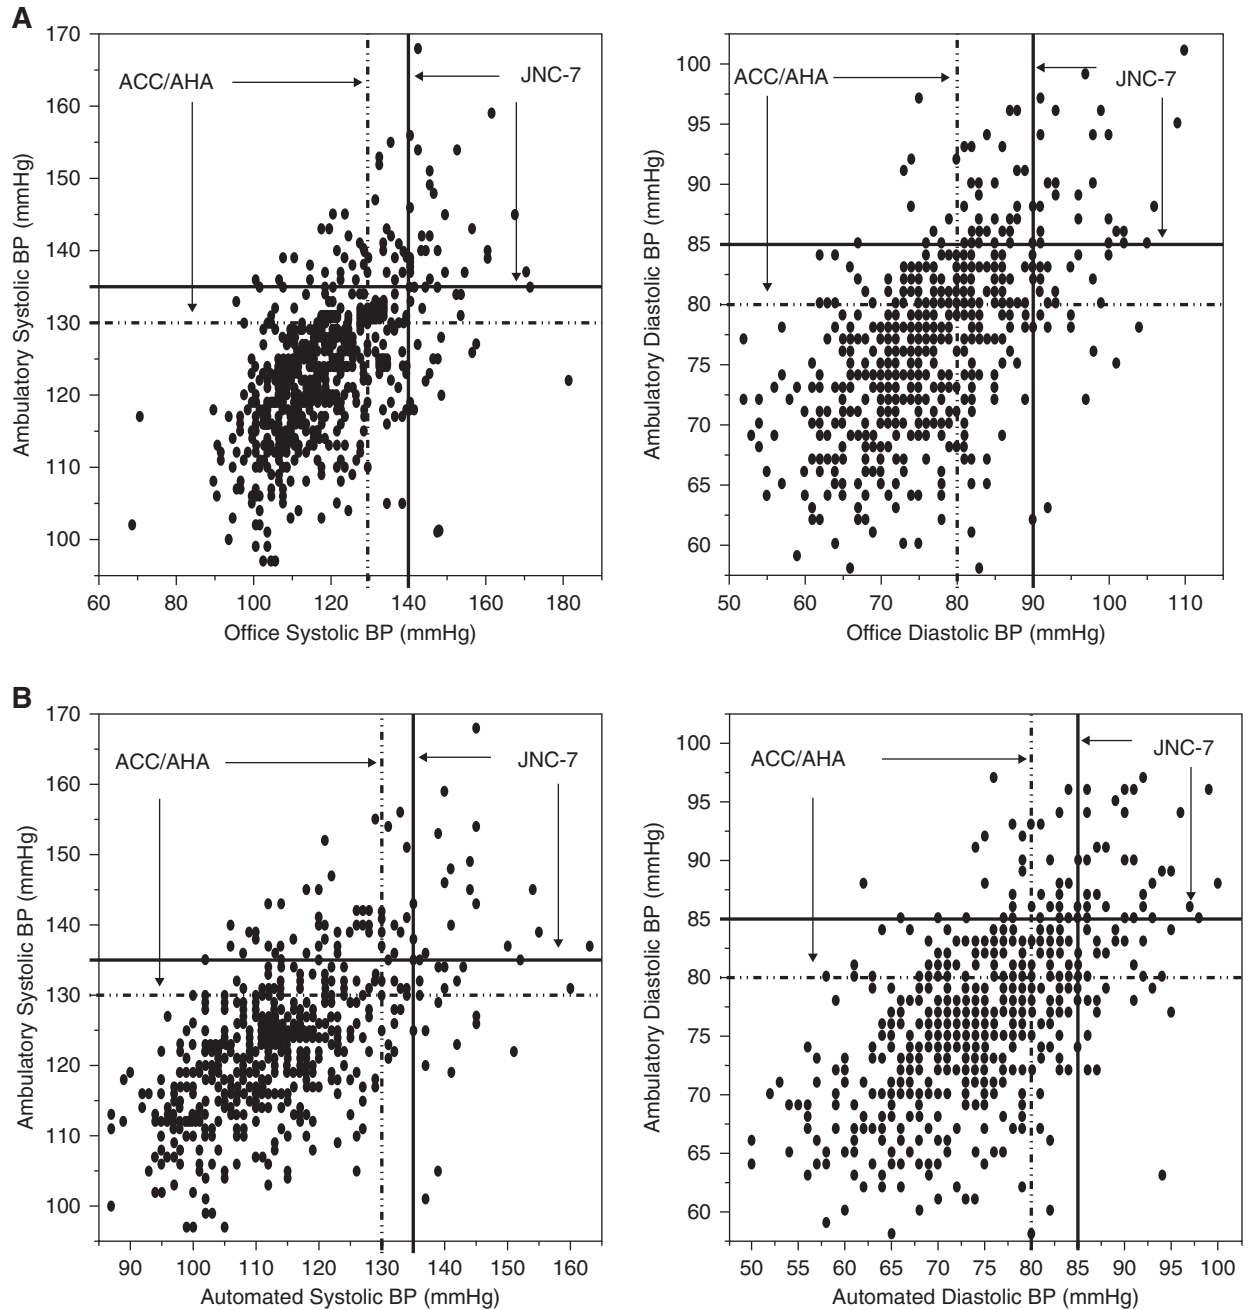 A
170
160
150
140
130
120
110
100
Ambulatory Systolic BP (mmHg)
ACC/AHA
JNC-7
60 80 100 120 140 160 180
Office Systolic BP (mmHg)
100
95
90
85
80
75
70
65
60
Ambulatory Diastolic BP (mmHg)
ACC/AHA
JNC-7
50 60 70 80 90 100 110
Office Diastolic BP (mmHg)
B
170
160
150
140
130
120
110
100
Ambulatory Systolic BP (mmHg)
ACC/AHA
JNC-7
90 100 110 120 130 140 150 160
Automated Systolic BP (mmHg)
100
95
90
85
80
75
70
65
60
Ambulatory Diastolic BP (mmHg)
ACC/AHA
JNC-7
50 55 60 65 70 75 80 85 90 95 100
Automated Diastolic BP (mmHg)